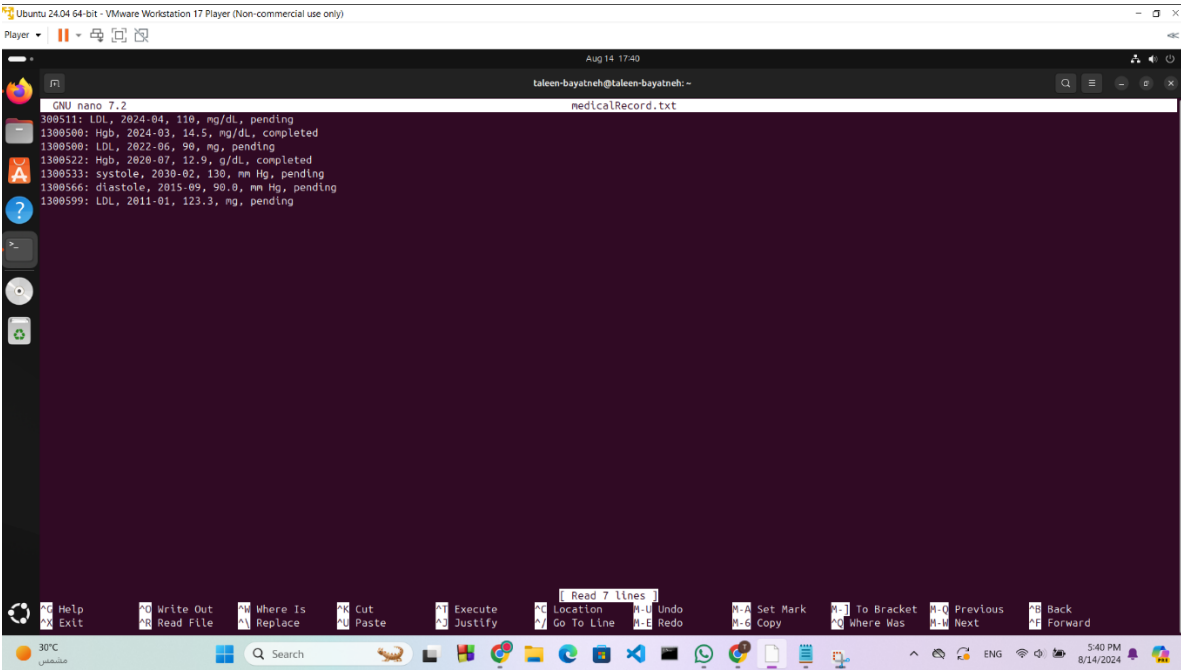 Ubuntu 24.04 64-bit - VMware Workstation 17 Player (Non-commercial use only)
Player
Aug 14 17:40
taleen-bayatneh@taleen-bayatneh: ~
GNU nano 7.2 medicalRecord.txt
300511: LDL, 2024-04, 110, mg/dL, pending
1300500: Hgb, 2024-03, 14.5, mg/dL, completed
1300500: LDL, 2022-06, 90, mg, pending
1300522: Hgb, 2020-07, 12.9, g/dL, completed
1300533: systole, 2030-02, 130, mm Hg, pending
1300566: diastole, 2015-09, 90.0, mm Hg, pending
1300599: LDL, 2011-01, 123.3, mg, pending
[ Read 7 lines ]
^G Help ^O Write Out ^W Where Is ^K Cut ^T Execute ^C Location M-U Undo M-A Set Mark M-] To Bracket M-Q Previous ^B Back
^X Exit ^R Read File ^\ Replace ^U Paste ^J Justify ^/ Go To Line M-E Redo M-6 Copy ^Q Where Was M-W Next ^F Forward
30°C
مشمس
Search
ENG
5:40 PM
8/14/2024
PRE